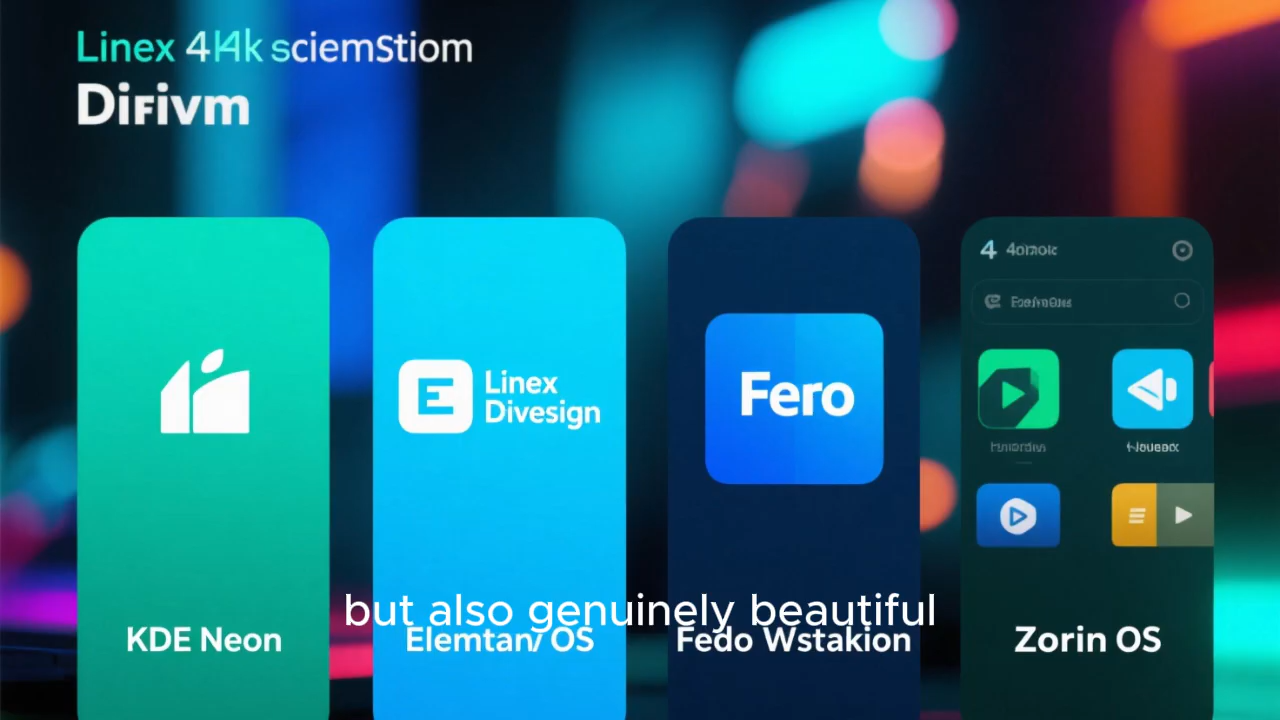 Linex 4l4k sciemStiom
Difivm
E
Linex
Divesign
Fero
4
but also genuinely beautiful
KDE Neon
Elemtan/ OS
Fedo Wstakion
Zorin OS